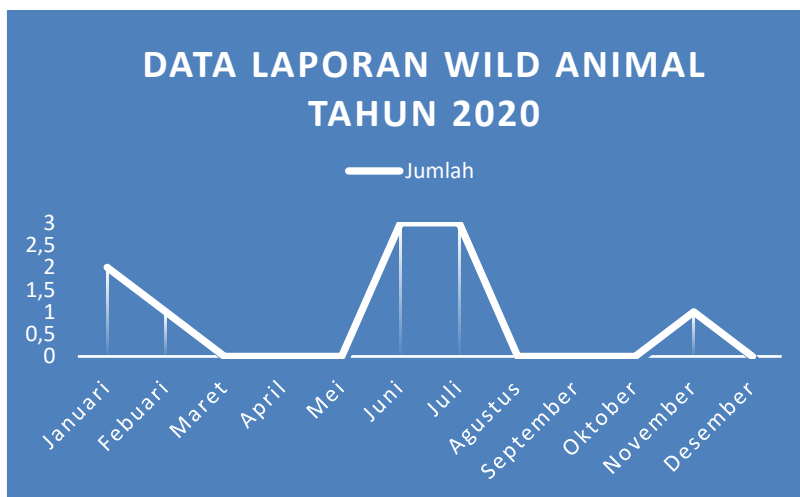 DATA LAPORAN WILD ANIMAL
TAHUN 2020
Jumlah
3
2,5
2
1,5
1
0,5
0
Januari
Febuari
Maret
April
Mei
Juni
Juli
Agustus
September
Oktober
November
Desember